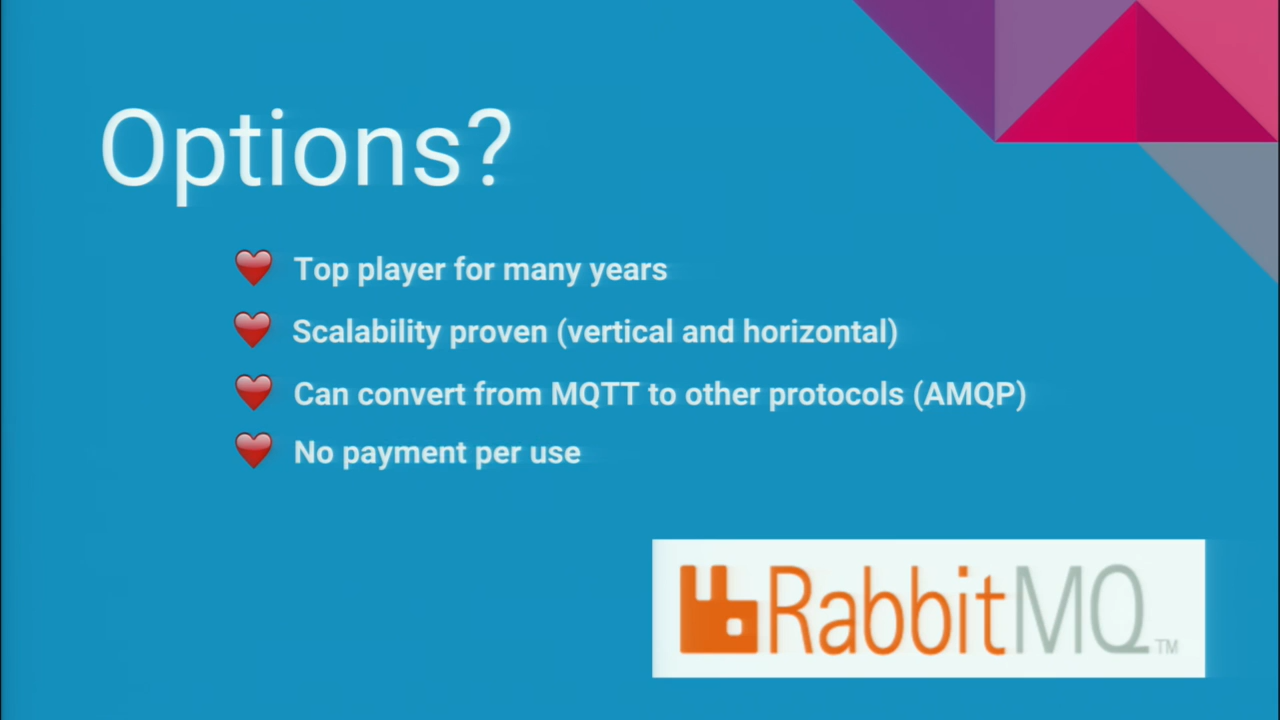 Options?
Top player for many years
Scalability proven (vertical and horizontal)
Can convert from MQTT to other protocols (AMQP)
No payment per use
RabbitMQ TM